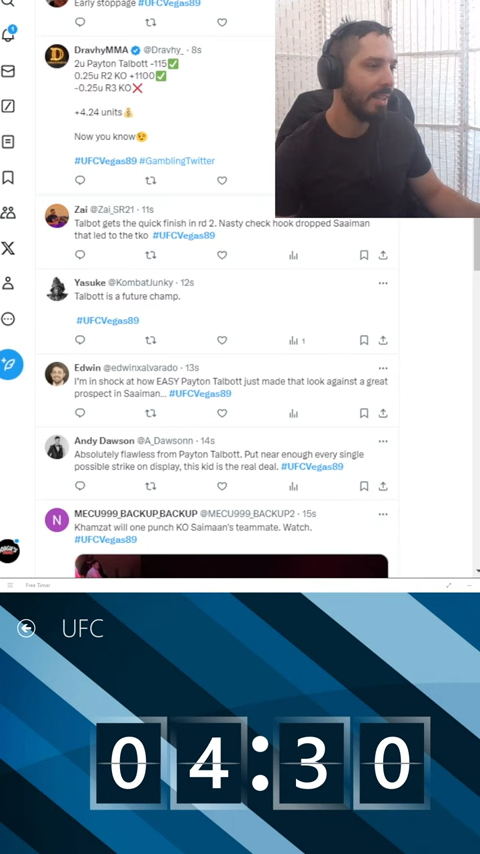 Early stoppage #UFCVegas89
DravhyMMA @Dravhy_ · 8s
2u Payton Talbott -115✅
0.25u R2 KO +1100✅
-0.25u R3 KO❌
+4.24 units💰
Now you know😉
#UFCVegas89 #GamblingTwitter
Zai @Zai_SR21 · 11s
Talbot gets the quick finish in rd 2. Nasty check hook dropped Saaiman
that led to the tko #UFCVegas89
Yasuke @KombatJunky · 12s
Talbott is a future champ.
#UFCVegas89
1
Edwin @edwinxalvarado · 13s
I'm in shock at how EASY Payton Talbott just made that look against a great
prospect in Saaiman... #UFCVegas89
Andy Dawson @A_Dawsonn · 14s
Absolutely flawless from Payton Talbott. Put near enough every single
possible strike on display, this kid is the real deal. #UFCVegas89
N
MECU999_BACKUP_BACKUP @MECU999_BACKUP2 · 15s
Khamzat will one punch KO Saimaan's teammate. Watch.
#UFCVegas89
Free Timer
UFC
04:30